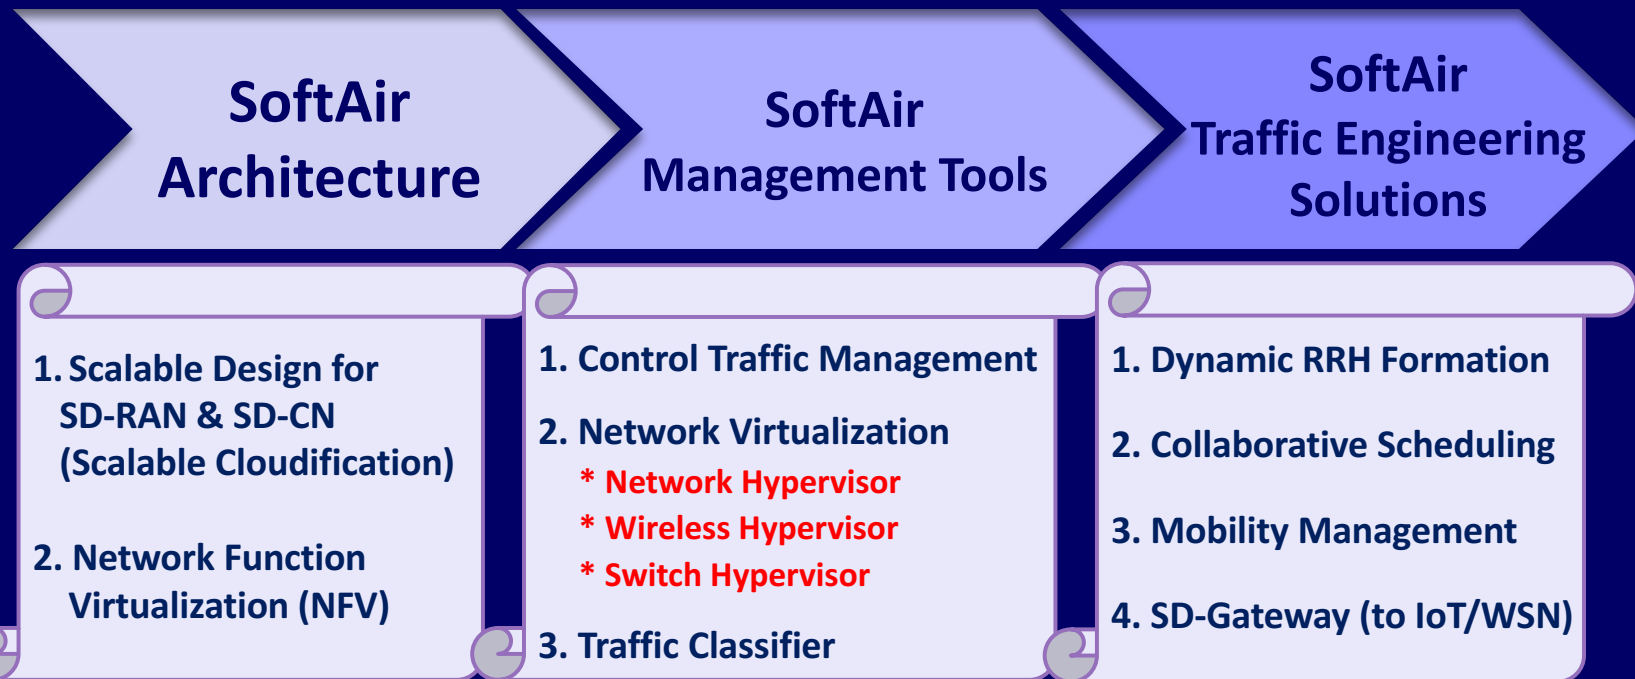 SoftAir
Architecture
SoftAir
Management Tools
SoftAir
Traffic Engineering
Solutions
1. Scalable Design for
SD-RAN & SD-CN
(Scalable Cloudification)
2. Network Function
Virtualization (NFV)
1. Control Traffic Management
2. Network Virtualization
* Network Hypervisor
* Wireless Hypervisor
* Switch Hypervisor
3. Traffic Classifier
1. Dynamic RRH Formation
2. Collaborative Scheduling
3. Mobility Management
4. SD-Gateway (to IoT/WSN)